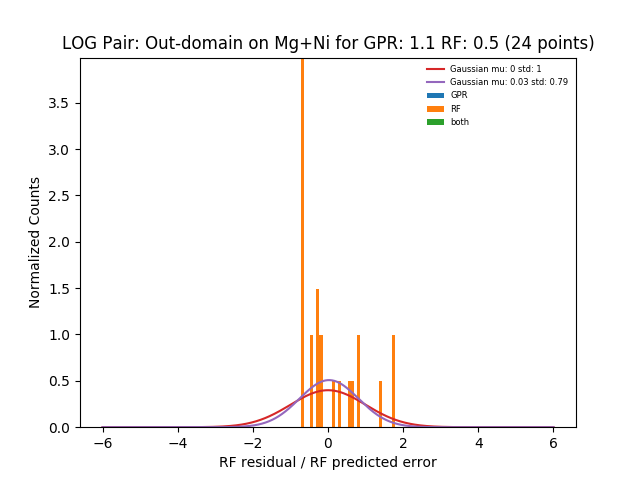 LOG Pair: Out-domain on Mg+Ni for GPR: 1.1 RF: 0.5 (24 points)
Gaussian mu: 0 std: 1
Gaussian mu: 0.03 std: 0.79
GPR
RF
both
Normalized Counts
3.5
3.0
2.5
2.0
1.5
1.0
0.5
0.0
−6 −4 −2 0 2 4 6
RF residual / RF predicted error